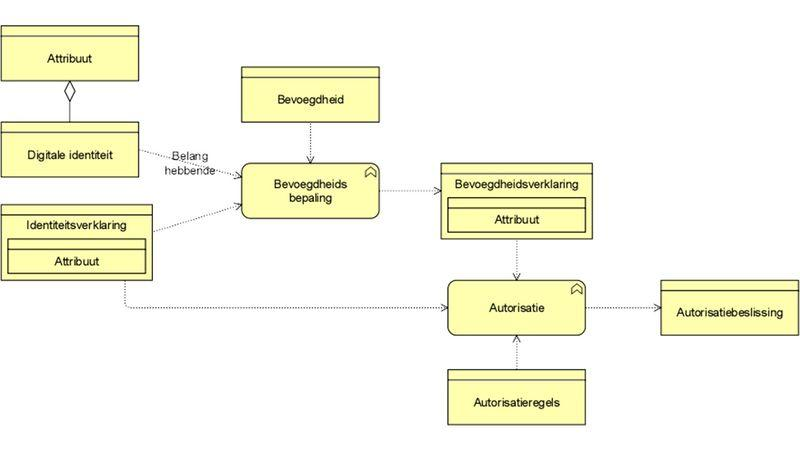 Attribuut
Bevoegdheid
Digitale identiteit
Belang
hebbende
Bevoegdheids
bepaling
Bevoegdheidsverklaring
Attribuut
Identiteitsverklaring
Attribuut
Autorisatie
Autorisatiebeslissing
Autorisatieregels